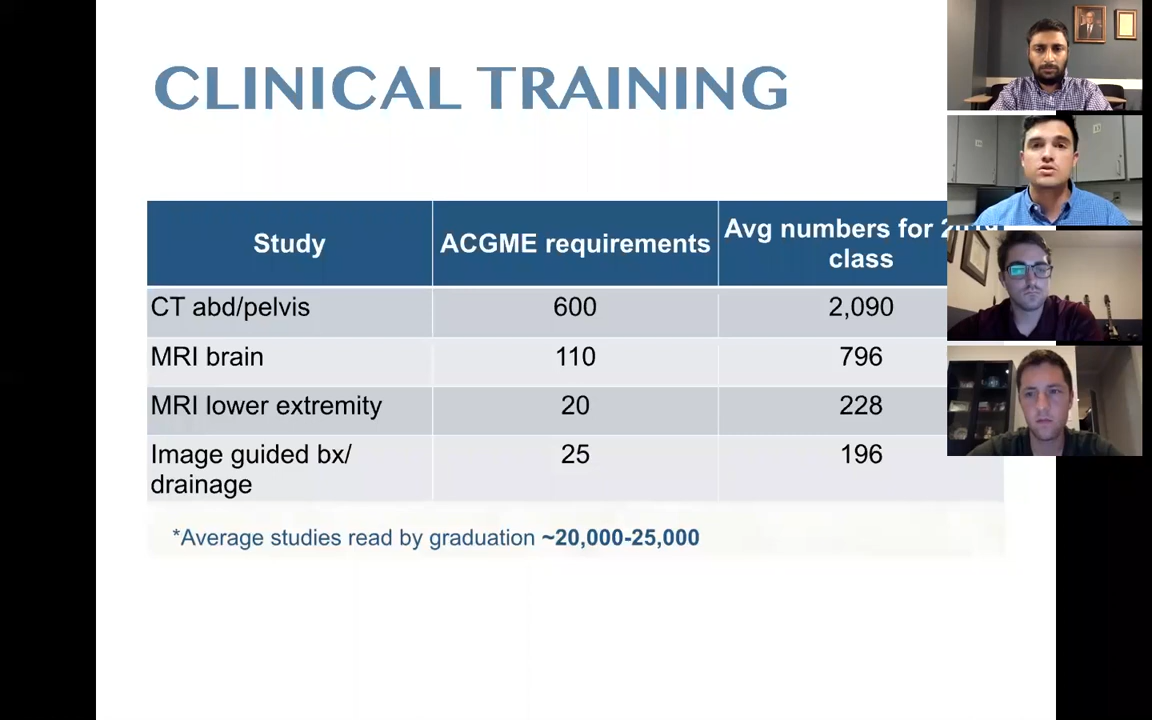 CLINICAL TRAINING
Study
ACGME requirements
Avg numbers for
class
CT abd/pelvis
600
2,090
MRI brain
110
796
MRI lower extremity
20
228
Image guided bx/
drainage
25
196
*Average studies read by graduation ~20,000-25,000